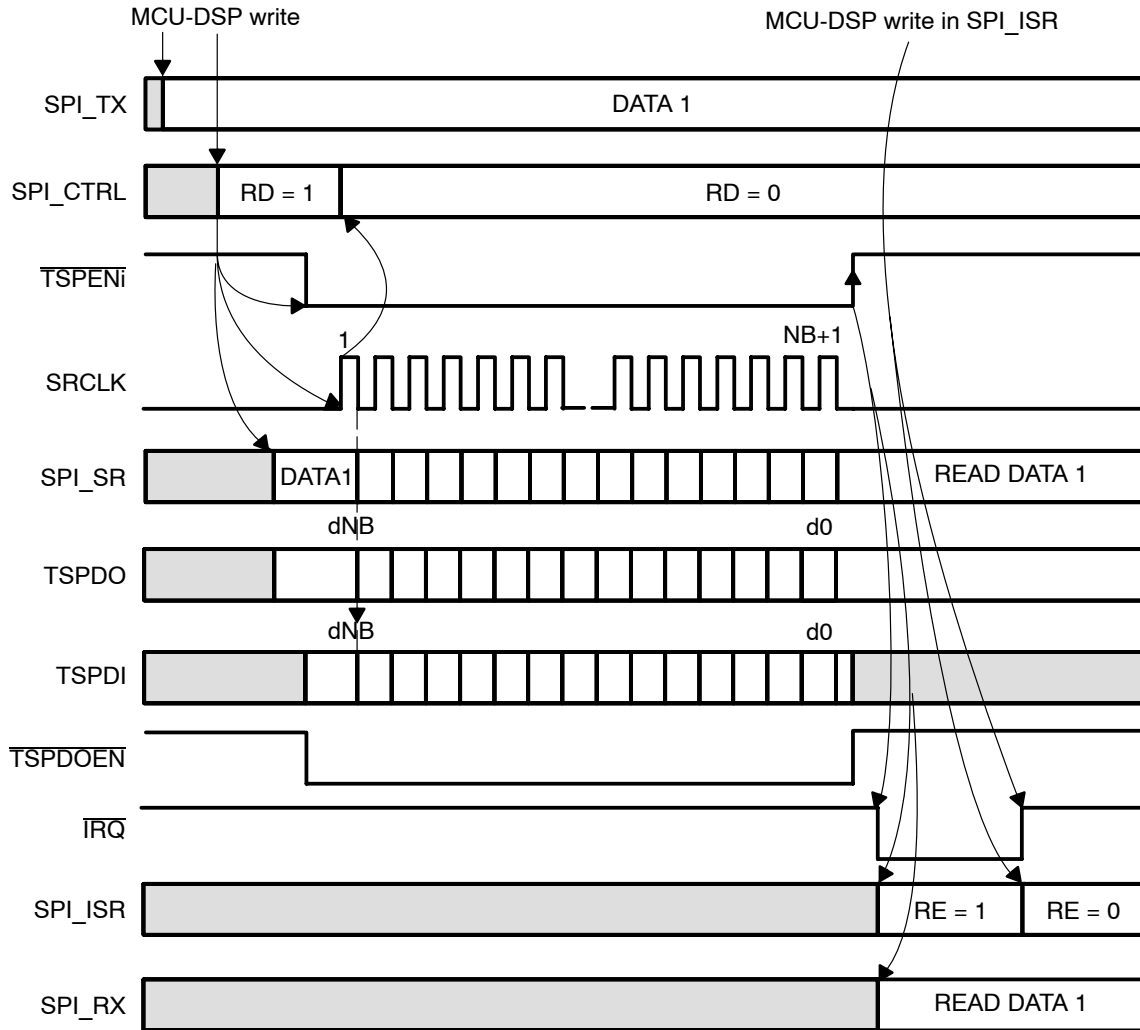 MCU-DSP write
MCU-DSP write in SPI_ISR
SPI_TX
DATA 1
SPI_CTRL
RD = 1
RD = 0
TSPENi
1
NB+1
SRCLK
SPI_SR
DATA1
READ DATA 1
dNB
d0
TSPDO
dNB
d0
TSPDI
TSPDOEN
IRQ
SPI_ISR
RE = 1
RE = 0
SPI_RX
READ DATA 1